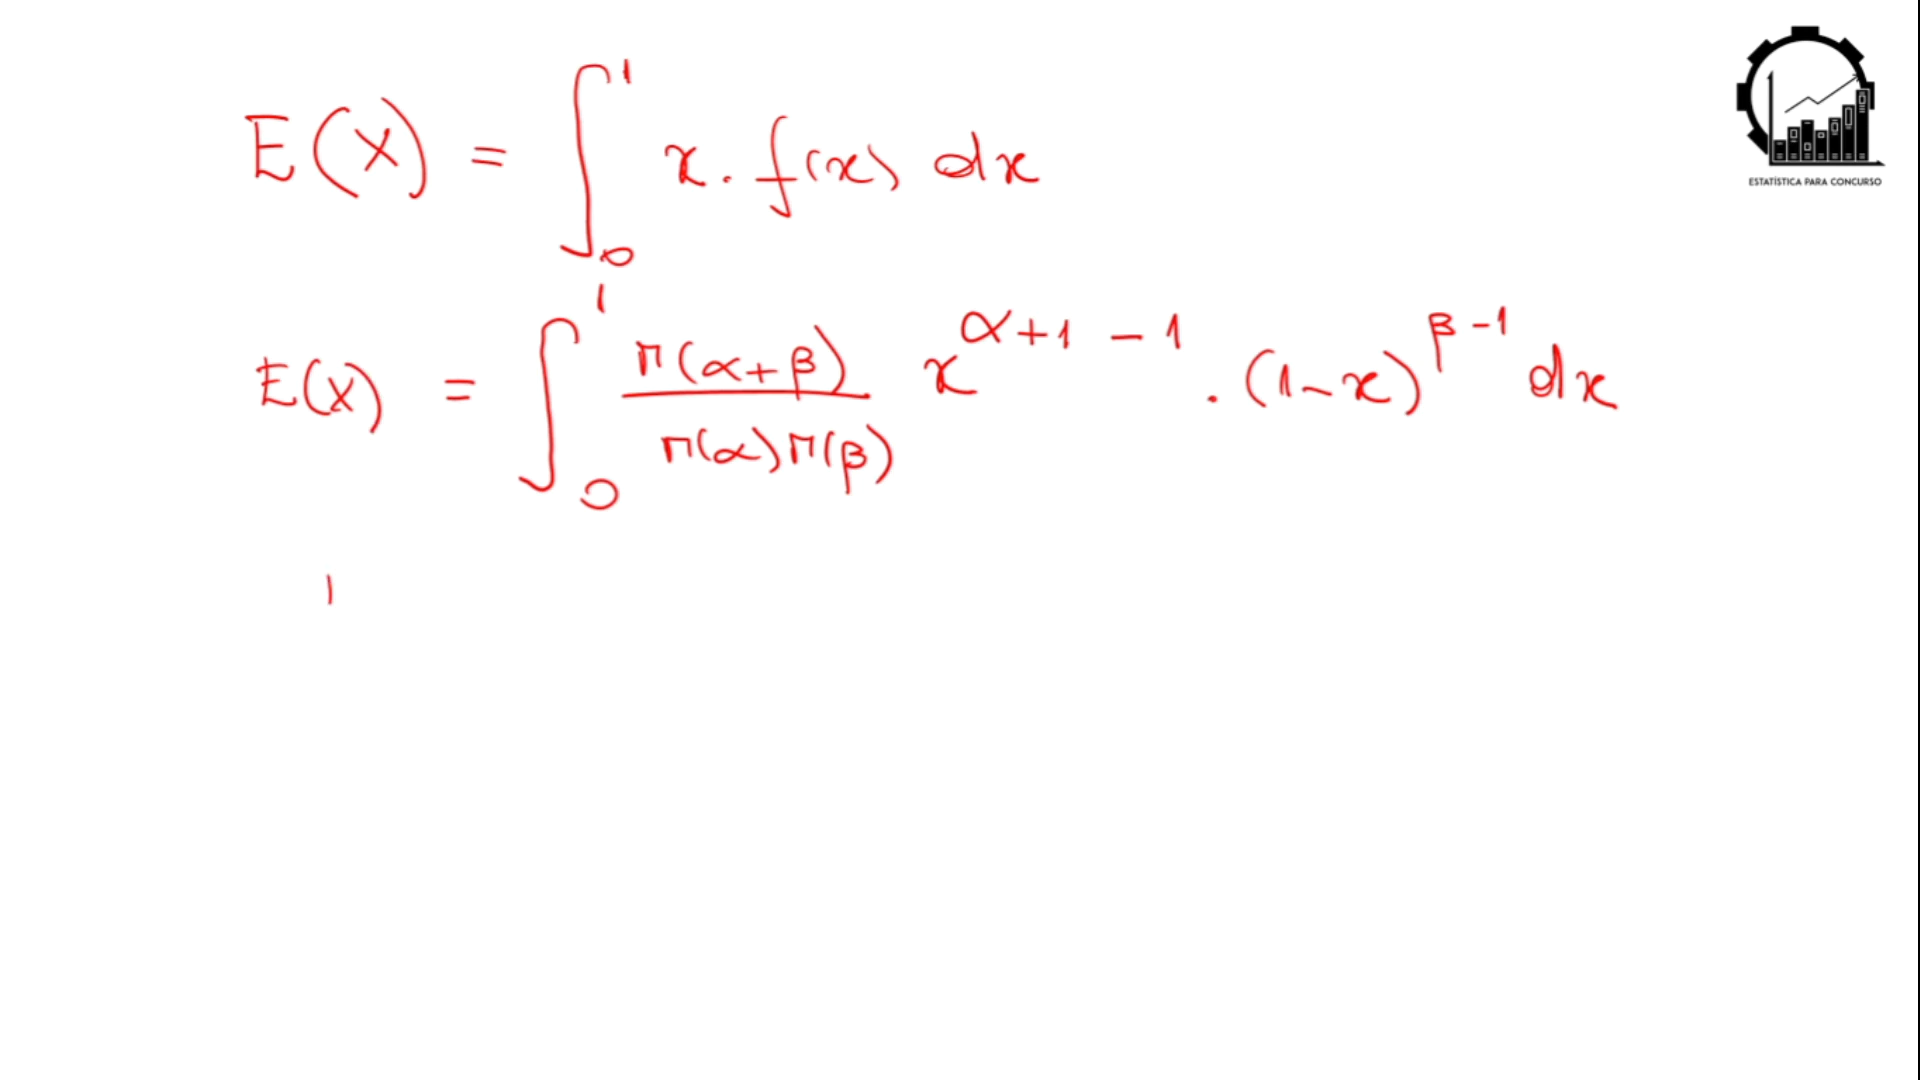 E(X) = ∫₀¹ x . f(x) dx
E(X) = ∫₀¹ Γ(α+β) / Γ(α)Γ(β) x^(α+1-1) . (1-x)^(β-1) dx
ESTATÍSTICA PARA CONCURSO